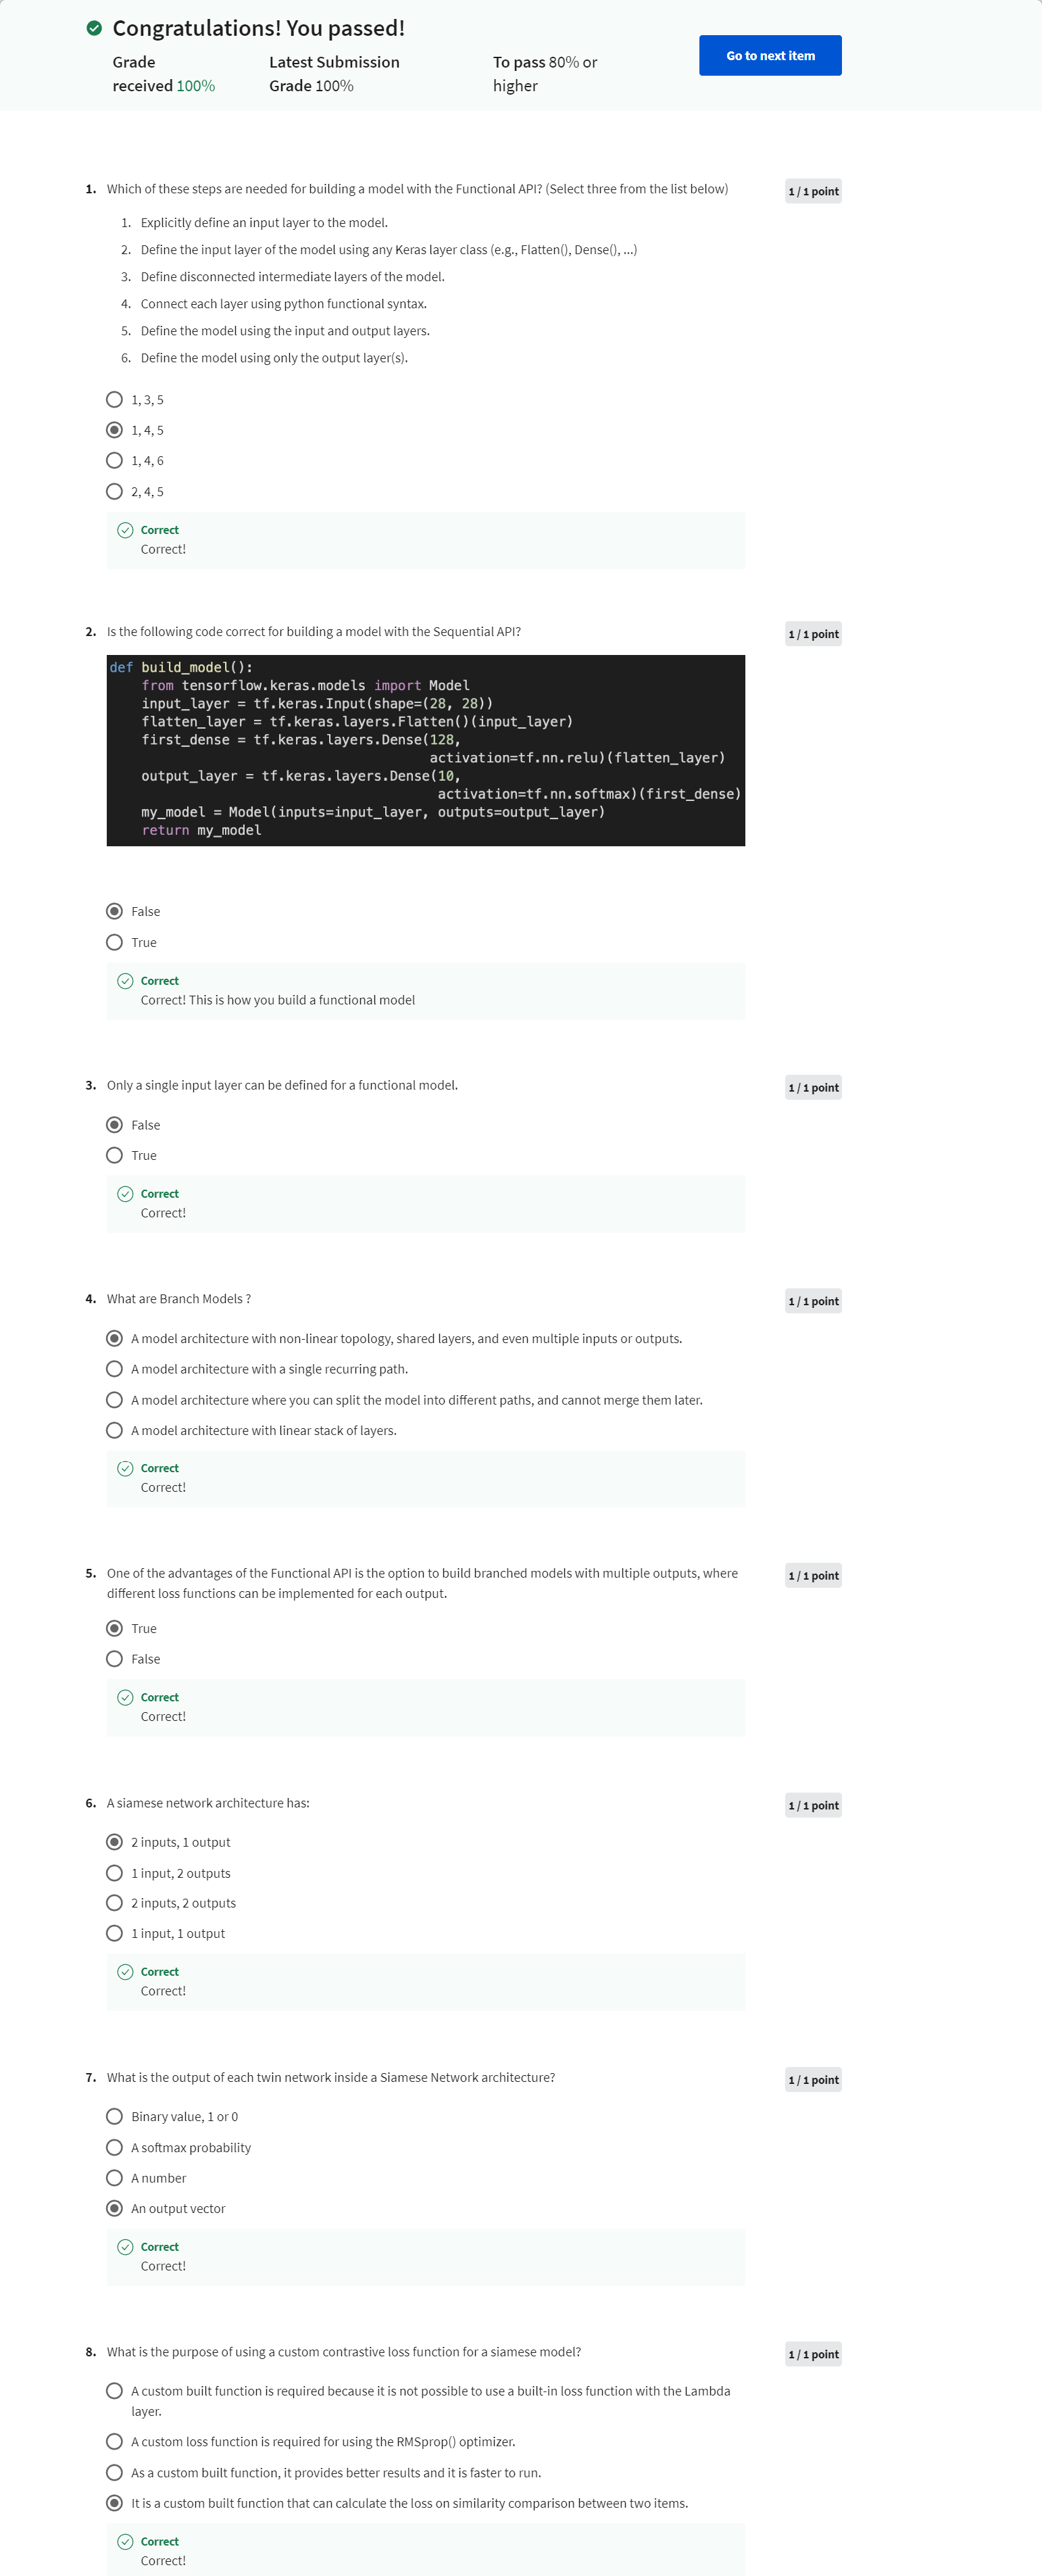 Congratulations! You passed!
Grade
received 100%
Latest Submission
Grade 100%
To pass 80% or
higher
Go to next item
1. Which of these steps are needed for building a model with the Functional API? (Select three from the list below)
1 / 1 point
1. Explicitly define an input layer to the model.
2. Define the input layer of the model using any Keras layer class (e.g., Flatten(), Dense(), ...)
3. Define disconnected intermediate layers of the model.
4. Connect each layer using python functional syntax.
5. Define the model using the input and output layers.
6. Define the model using only the output layer(s).
1, 3, 5
1, 4, 5
1, 4, 6
2, 4, 5
Correct
Correct!
2. Is the following code correct for building a model with the Sequential API?
1 / 1 point
def build_model():
    from tensorflow.keras.models import Model
    input_layer = tf.keras.Input(shape=(28, 28))
    flatten_layer = tf.keras.layers.Flatten()(input_layer)
    first_dense = tf.keras.layers.Dense(128,
                                        activation=tf.nn.relu)(flatten_layer)
    output_layer = tf.keras.layers.Dense(10,
                                         activation=tf.nn.softmax)(first_dense)
    my_model = Model(inputs=input_layer, outputs=output_layer)
    return my_model
False
True
Correct
Correct! This is how you build a functional model
3. Only a single input layer can be defined for a functional model.
1 / 1 point
False
True
Correct
Correct!
4. What are Branch Models ?
1 / 1 point
A model architecture with non-linear topology, shared layers, and even multiple inputs or outputs.
A model architecture with a single recurring path.
A model architecture where you can split the model into different paths, and cannot merge them later.
A model architecture with linear stack of layers.
Correct
Correct!
5. One of the advantages of the Functional API is the option to build branched models with multiple outputs, where
different loss functions can be implemented for each output.
1 / 1 point
True
False
Correct
Correct!
6. A siamese network architecture has:
1 / 1 point
2 inputs, 1 output
1 input, 2 outputs
2 inputs, 2 outputs
1 input, 1 output
Correct
Correct!
7. What is the output of each twin network inside a Siamese Network architecture?
1 / 1 point
Binary value, 1 or 0
A softmax probability
A number
An output vector
Correct
Correct!
8. What is the purpose of using a custom contrastive loss function for a siamese model?
1 / 1 point
A custom built function is required because it is not possible to use a built-in loss function with the Lambda
layer.
A custom loss function is required for using the RMSprop() optimizer.
As a custom built function, it provides better results and it is faster to run.
It is a custom built function that can calculate the loss on similarity comparison between two items.
Correct
Correct!